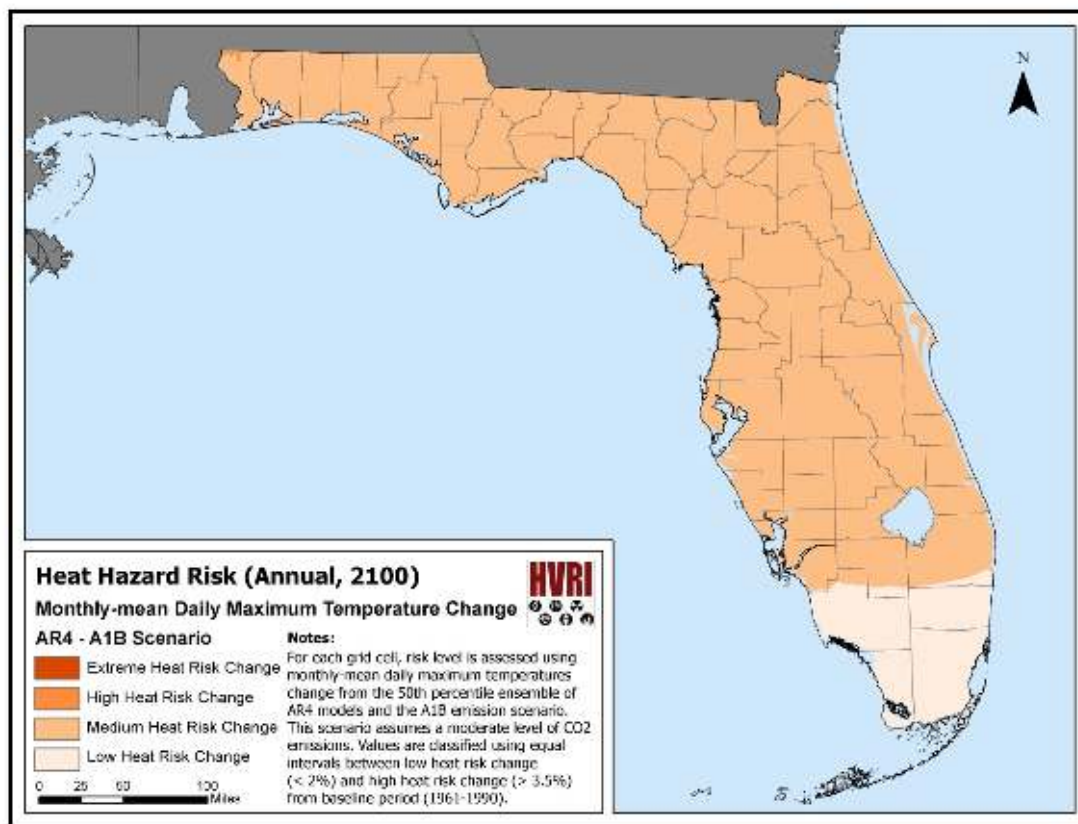 N
Heat Hazard Risk (Annual, 2100)
HVRI
Monthly-mean Daily Maximum Temperature Change
AR4 - A1B Scenario
Extreme Heat Risk Change
High Heat Risk Change
Medium Heat Risk Change
Low Heat Risk Change
0 25 50 100
Miles
Notes:
For each grid cell, risk level is assessed using
monthly-mean daily maximum temperatures
change from the 50th percentile ensemble of
AR4 models and the A1B emission scenario.
This scenario assumes a moderate level of CO2
emissions. Values are classified using equal
intervals between low heat risk change
(< 2%) and high heat risk change (> 3.5%)
from baseline period (1961-1990).